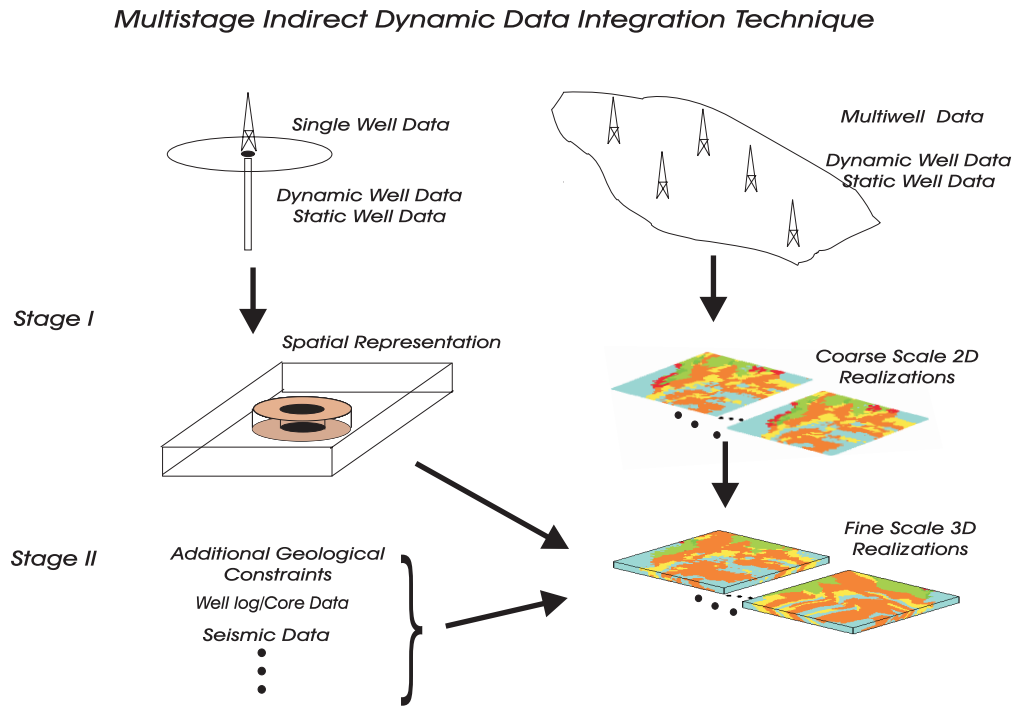 Multistage Indirect Dynamic Data Integration Technique
Single Well Data
Dynamic Well Data
Static Well Data
Multiwell Data
Dynamic Well Data
Static Well Data
Stage I
Spatial Representation
Coarse Scale 2D
Realizations
Stage II
Additional Geological
Constraints
Well log/Core Data
Seismic Data
Fine Scale 3D
Realizations